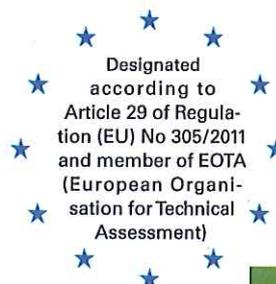 Designated
according to
Article 29 of Regula-
tion (EU) No 305/2011
and member of EOTA
(European Organi-
sation for Technical
Assessment)